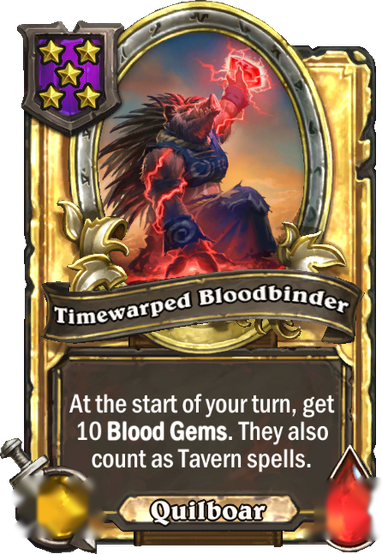 Timewarped Bloodbinder
At the start of your turn, get
10 Blood Gems. They also
count as Tavern spells.
Quilboar